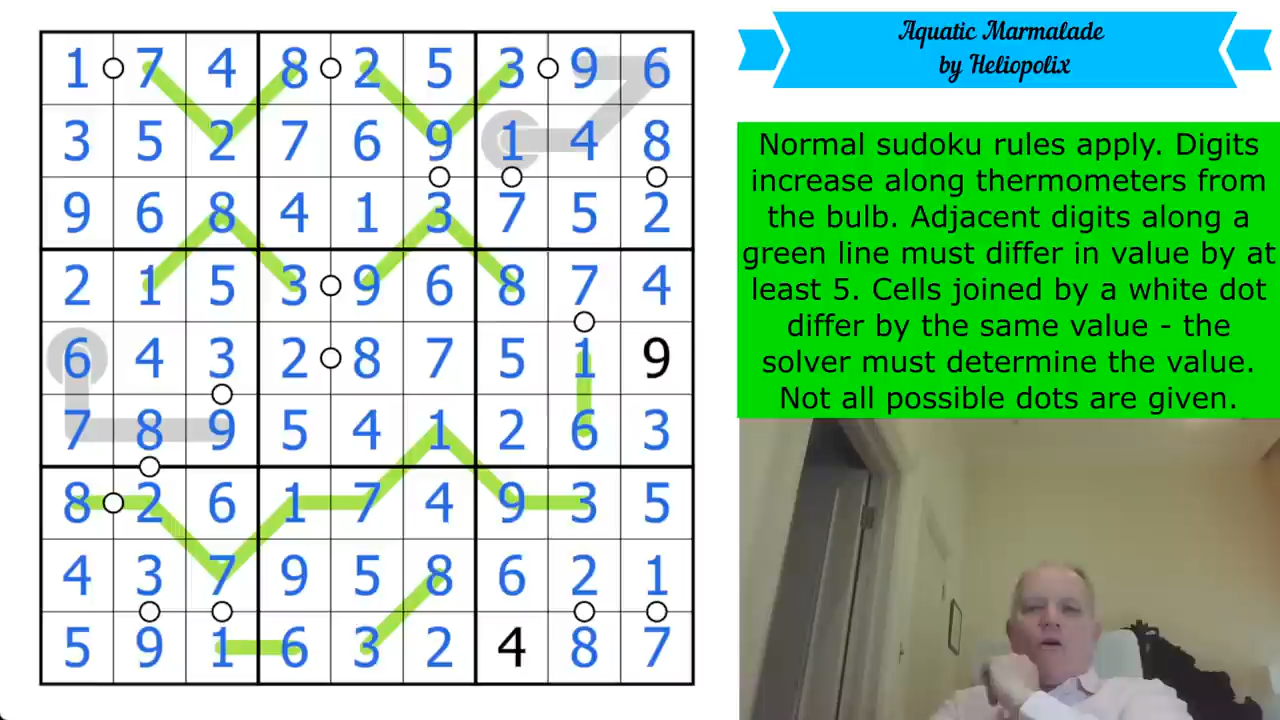 Aquatic Marmalade
by Heliopolix
Normal sudoku rules apply. Digits
increase along thermometers from
the bulb. Adjacent digits along a
green line must differ in value by at
least 5. Cells joined by a white dot
differ by the same value - the
solver must determine the value.
Not all possible dots are given.
1 7 4 8 2 5 3 9 6
3 5 2 7 6 9 1 4 8
9 6 8 4 1 3 7 5 2
2 1 5 3 9 6 8 7 4
6 4 3 2 8 7 5 1 9
7 8 9 5 4 1 2 6 3
8 2 6 1 7 4 9 3 5
4 3 7 9 5 8 6 2 1
5 9 1 6 3 2 4 8 7